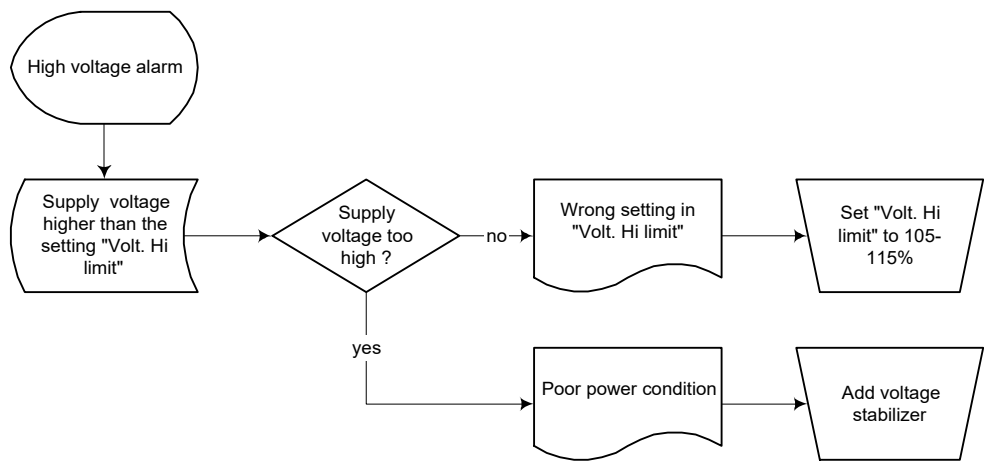 High voltage alarm
Supply voltage
higher than the
setting "Volt. Hi
limit"
Supply
voltage too
high ?
no
Wrong setting in
"Volt. Hi limit"
Set "Volt. Hi
limit" to 105-
115%
yes
Poor power condition
Add voltage
stabilizer